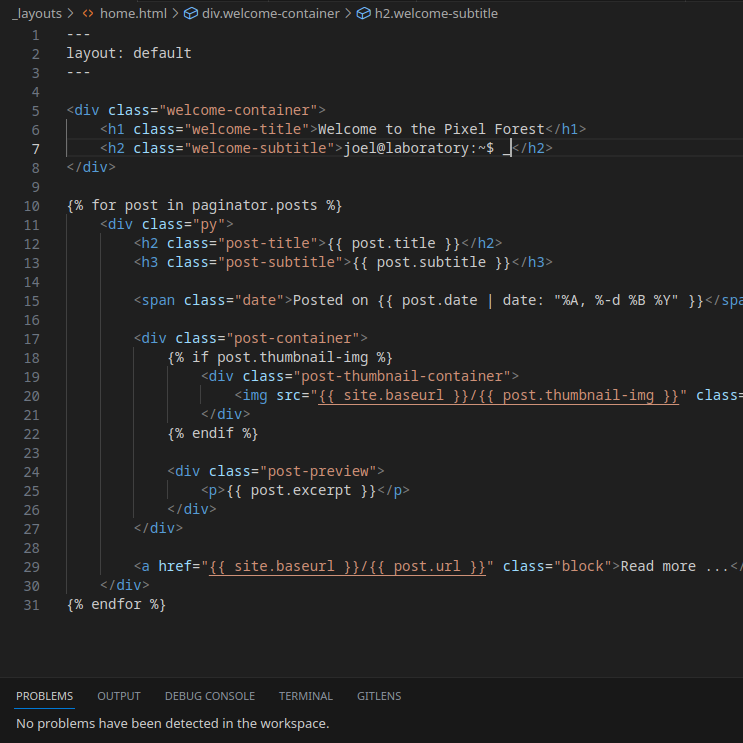 _layouts > <> home.html > div.welcome-container > h2.welcome-subtitle
1 ---
2 layout: default
3 ---
4
5 <div class="welcome-container">
6 <h1 class="welcome-title">Welcome to the Pixel Forest</h1>
7 <h2 class="welcome-subtitle">joel@laboratory:~$ _</h2>
8 </div>
9
10 {% for post in paginator.posts %}
11 <div class="py">
12 <h2 class="post-title">{{ post.title }}</h2>
13 <h3 class="post-subtitle">{{ post.subtitle }}</h3>
14
15 <span class="date">Posted on {{ post.date | date: "%A, %-d %B %Y" }}</spa
16
17 <div class="post-container">
18 {% if post.thumbnail-img %}
19 <div class="post-thumbnail-container">
20 <img src="{{ site.baseurl }}/{{ post.thumbnail-img }}" class=
21 </div>
22 {% endif %}
23
24 <div class="post-preview">
25 <p>{{ post.excerpt }}</p>
26 </div>
27 </div>
28
29 <a href="{{ site.baseurl }}/{{ post.url }}" class="block">Read more ...</
30 </div>
31 {% endfor %}
PROBLEMS OUTPUT DEBUG CONSOLE TERMINAL GITLENS
No problems have been detected in the workspace.